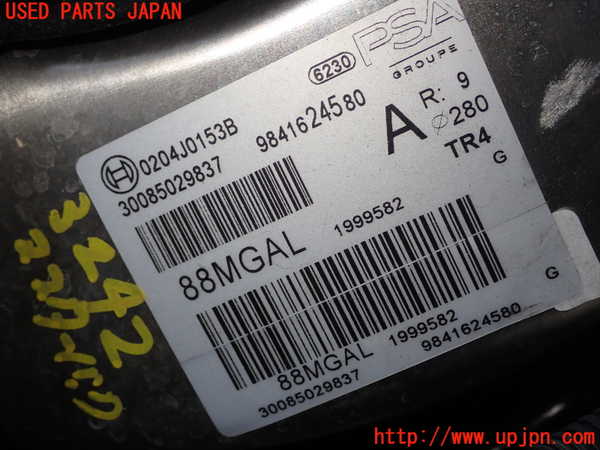 USED PARTS JAPAN
6230
PSA
GROUPE
0204J0153B
30085029837
9841624580
A
R: 9
Ø280
TR4
G
88MGAL
1999582
1999582
9841624580
G
88MGAL
30085029837
3242
http://www.upjpn.com